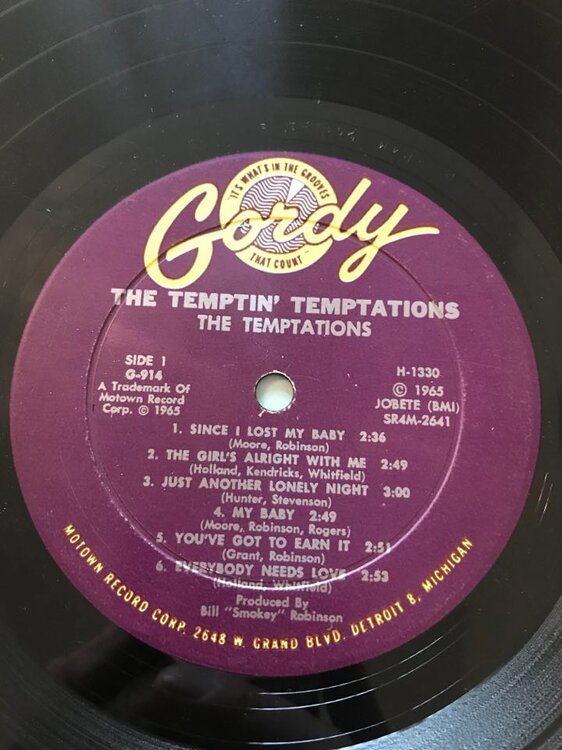 IT'S WHAT'S IN THE GROOVES
Gordy
THAT COUNT™
THE TEMPTIN' TEMPTATIONS
THE TEMPTATIONS
SIDE 1
G-914
A Trademark Of
Motown Record
Corp. © 1965
H-1330
© 1965
JOBETE (BMI)
SR4M-2641
1. SINCE I LOST MY BABY 2:36
(Moore, Robinson)
2. THE GIRL'S ALRIGHT WITH ME 2:49
(Holland, Kendricks, Whitfield)
3. JUST ANOTHER LONELY NIGHT 3:00
(Hunter, Stevenson)
4. MY BABY 2:49
(Moore, Robinson, Rogers)
5. YOU'VE GOT TO EARN IT 2:51
(Grant, Robinson)
6. EVERYBODY NEEDS LOVE 2:53
(Holland, Whitfield)
Produced By
Bill "Smokey" Robinson
MOTOWN RECORD CORP. 2648 W. GRAND BLVD. DETROIT 8, MICHIGAN